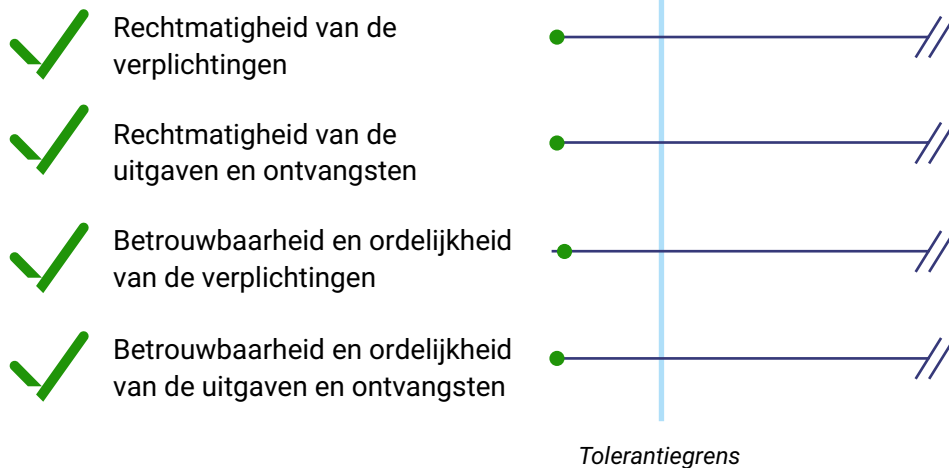 Rechtmatigheid van de
verplichtingen
Rechtmatigheid van de
uitgaven en ontvangsten
Betrouwbaarheid en ordelijkheid
van de verplichtingen
Betrouwbaarheid en ordelijkheid
van de uitgaven en ontvangsten
Tolerantiegrens